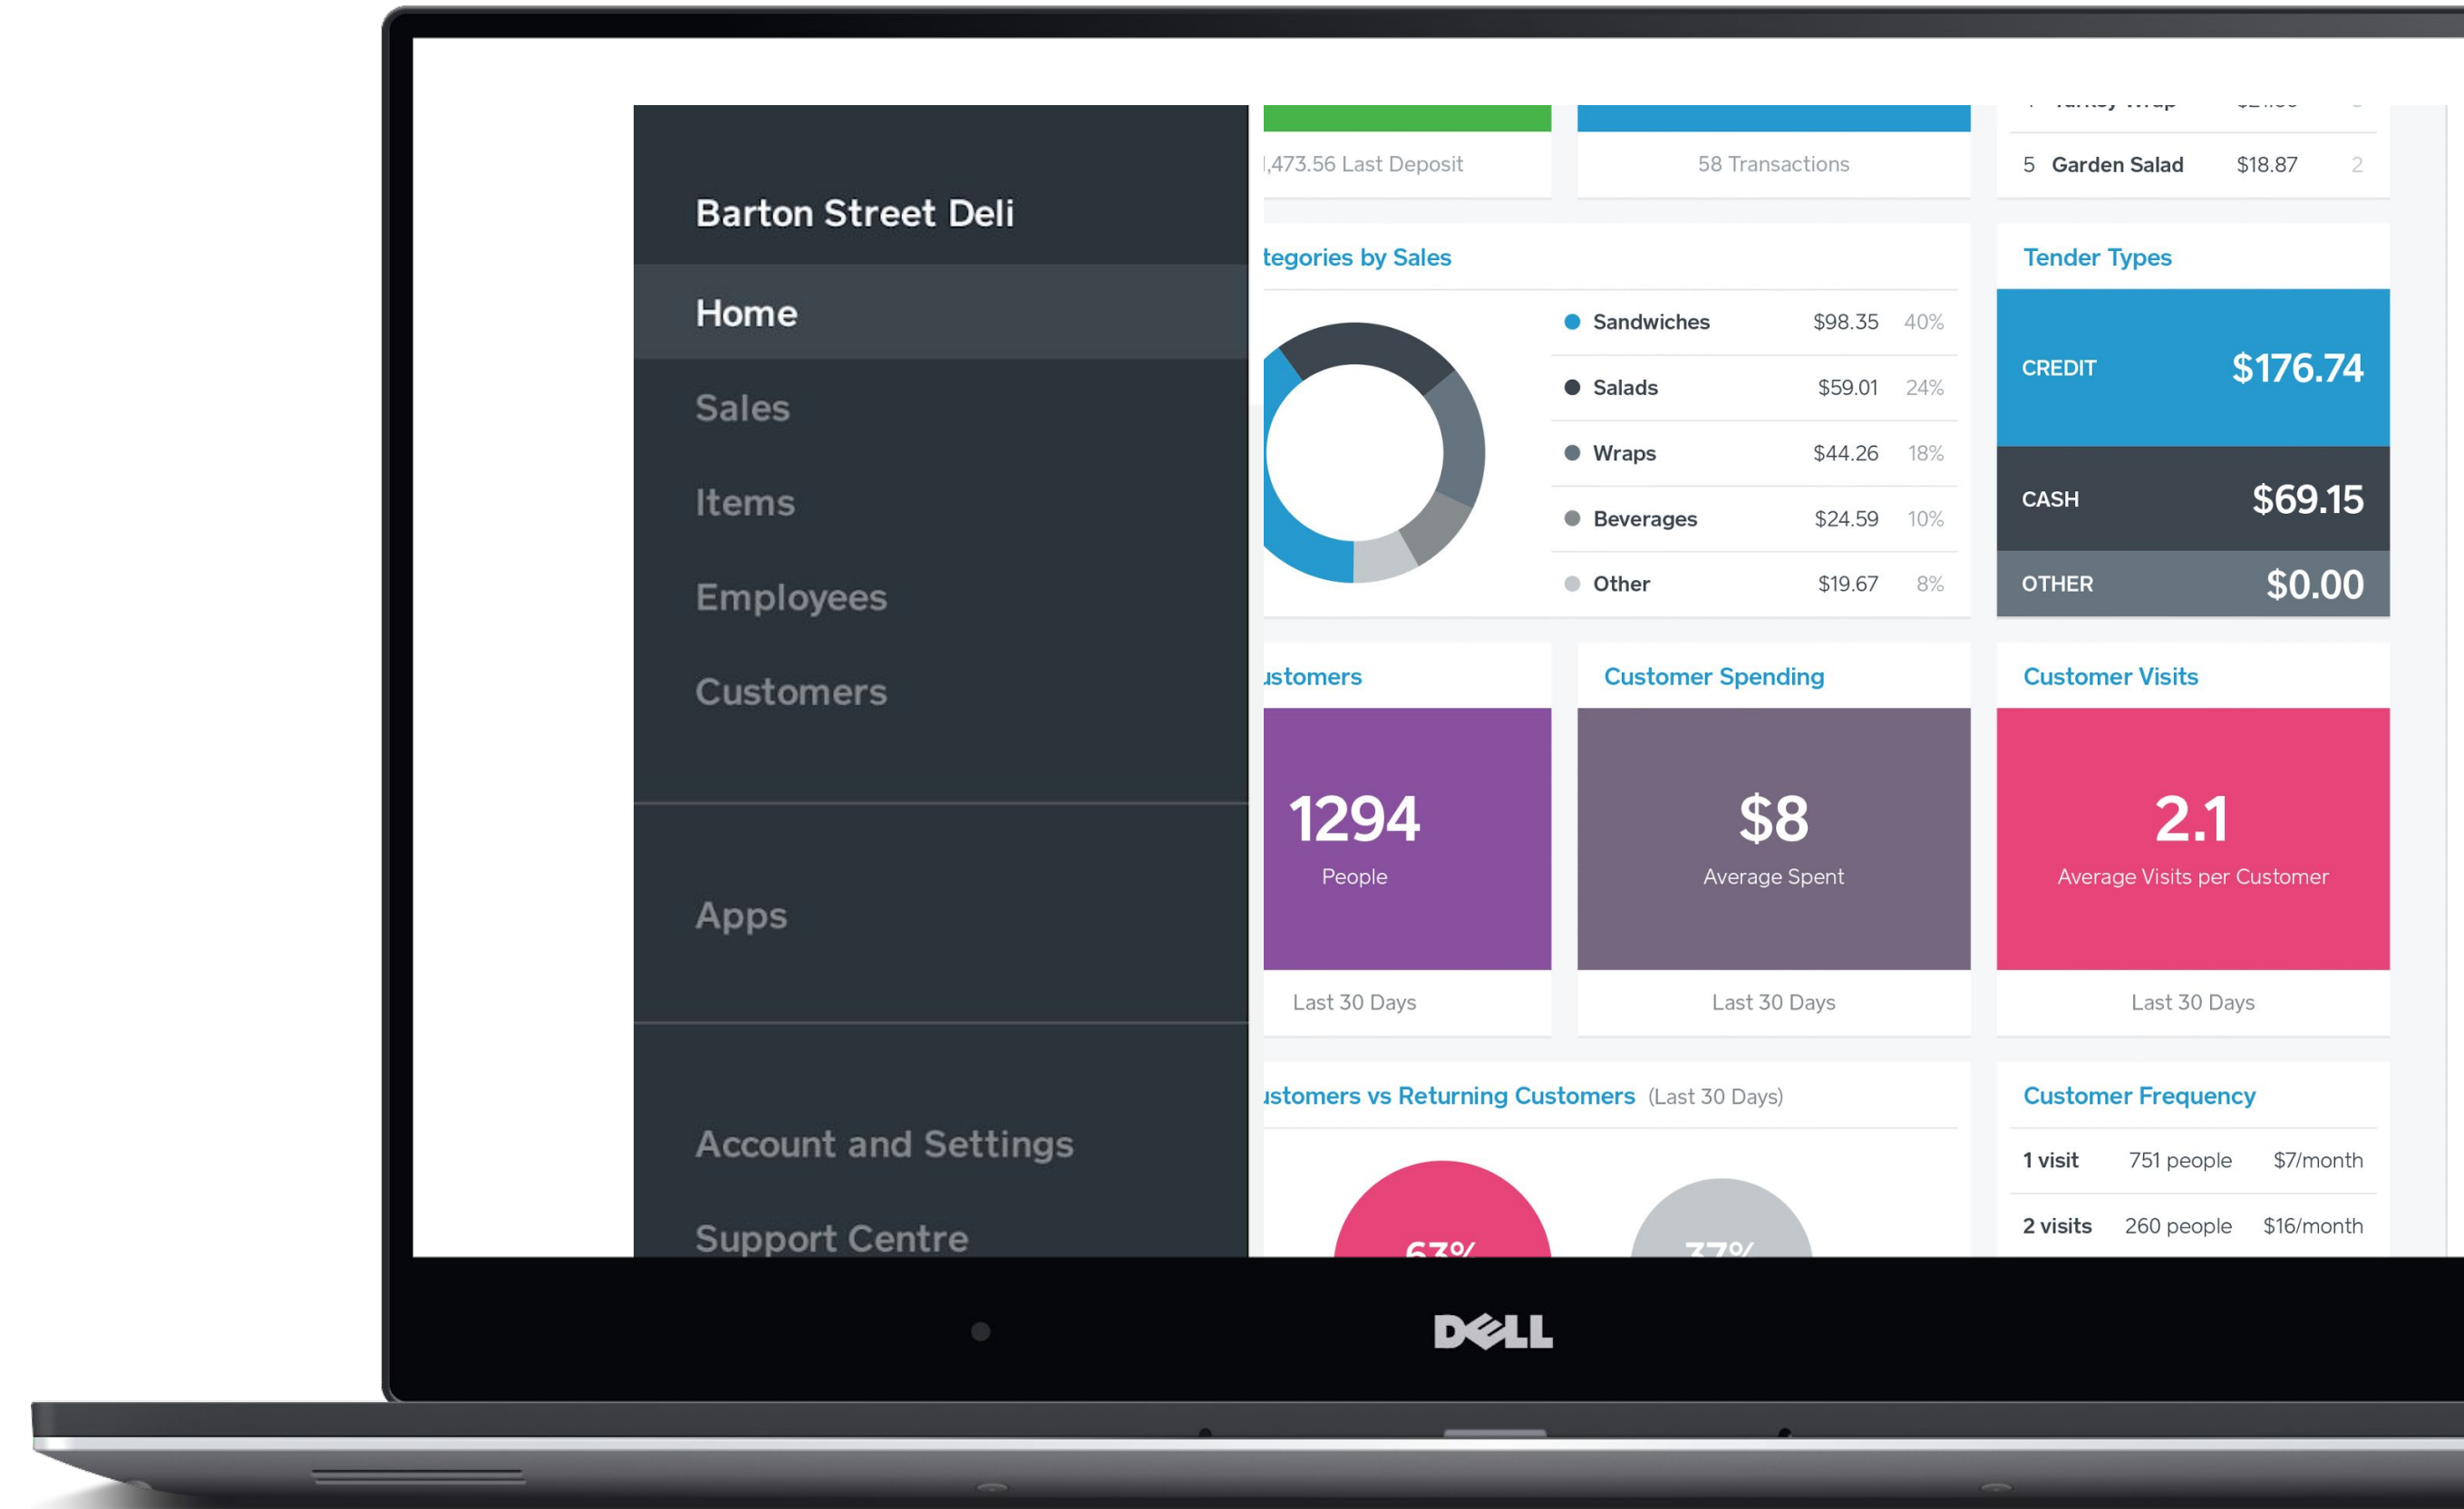 Barton Street Deli
Home
Sales
Items
Employees
Customers
Apps
Account and Settings
Support Centre
,473.56 Last Deposit
58 Transactions
5 Garden Salad $18.87 2
tegories by Sales
Sandwiches $98.35 40%
Salads $59.01 24%
Wraps $44.26 18%
Beverages $24.59 10%
Other $19.67 8%
Tender Types
CREDIT $176.74
CASH $69.15
OTHER $0.00
ustomers
1294
People
Last 30 Days
Customer Spending
$8
Average Spent
Last 30 Days
Customer Visits
2.1
Average Visits per Customer
Last 30 Days
ustomers vs Returning Customers (Last 30 Days)
63%
37%
Customer Frequency
1 visit 751 people $7/month
2 visits 260 people $16/month
DELL